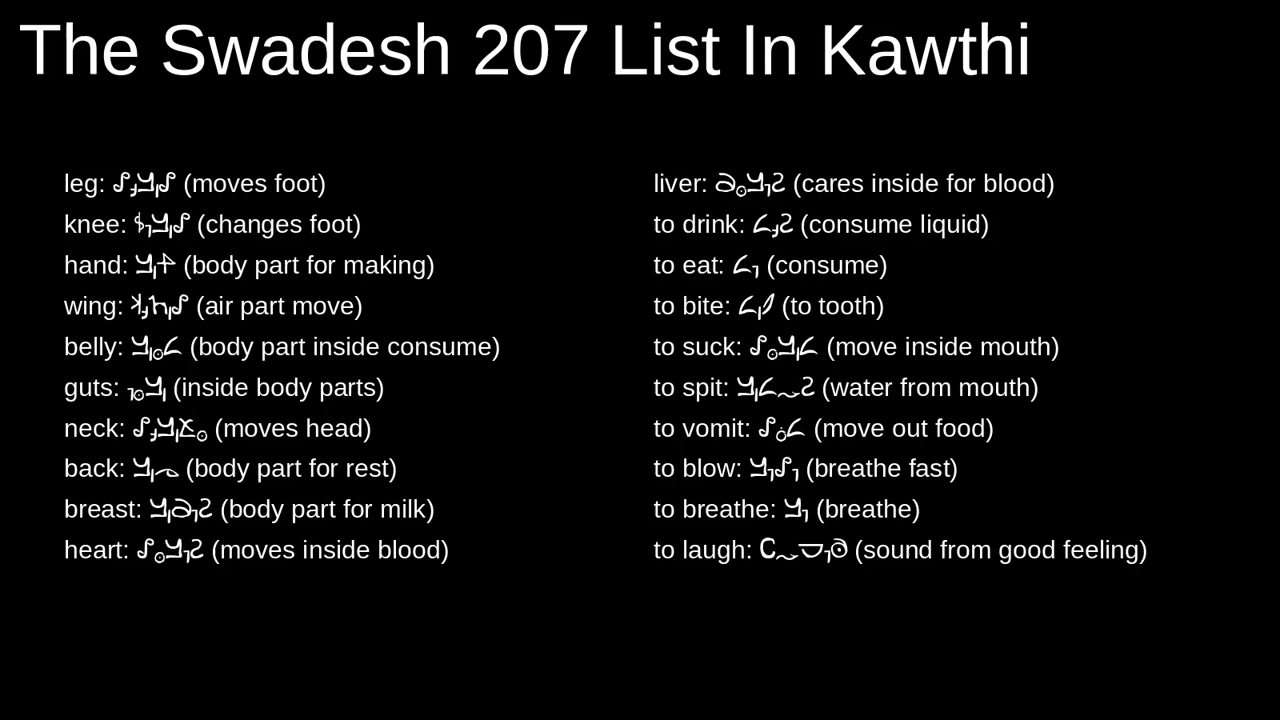 The Swadesh 207 List In Kawthi
leg: (moves foot)
knee: (changes foot)
hand: (body part for making)
wing: (air part move)
belly: (body part inside consume)
guts: (inside body parts)
neck: (moves head)
back: (body part for rest)
breast: (body part for milk)
heart: (moves inside blood)
liver: (cares inside for blood)
to drink: (consume liquid)
to eat: (consume)
to bite: (to tooth)
to suck: (move inside mouth)
to spit: (water from mouth)
to vomit: (move out food)
to blow: (breathe fast)
to breathe: (breathe)
to laugh: (sound from good feeling)